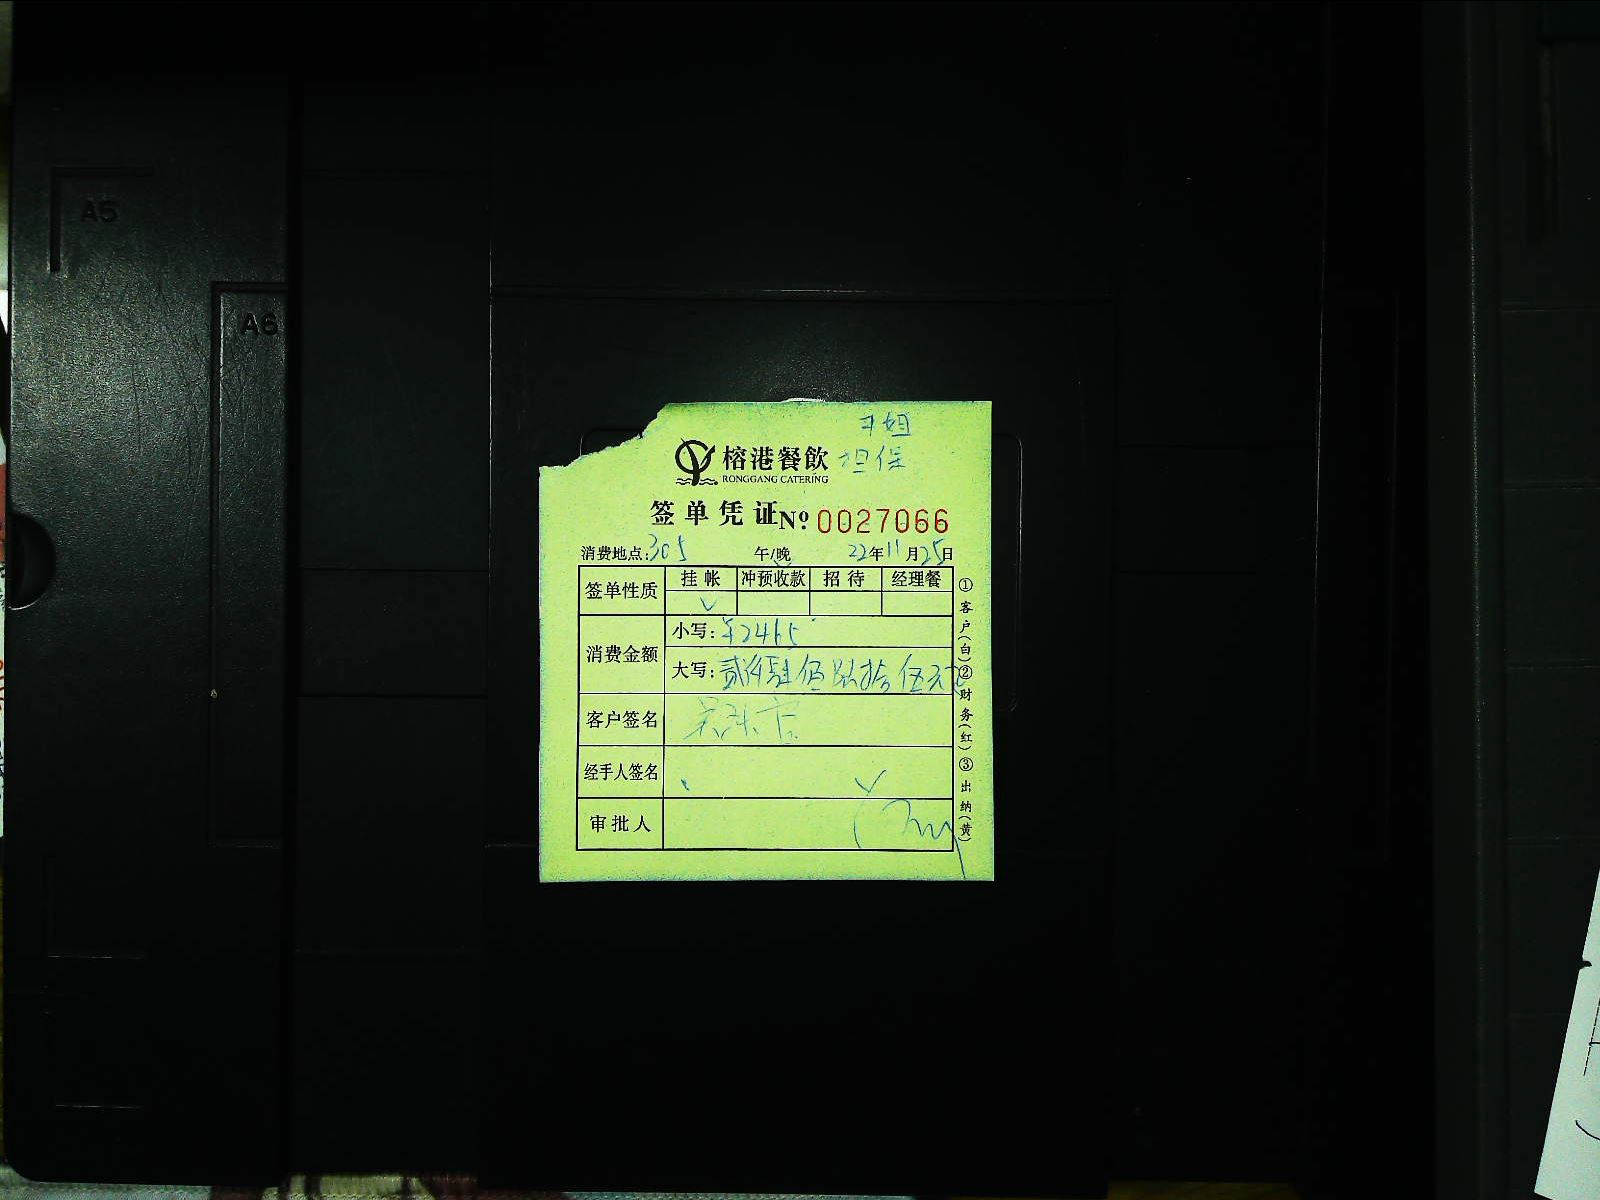 A5
A6
姐
担保
榕港餐飲
RONGGANG CATERING
签单凭证№ 0027066
消费地点:305 午/晚 22年11月25日
签单性质 挂帐 冲预收款 招待 经理餐
✓
消费金额 小写:¥2465
大写:贰仟肆佰陆拾伍元
客户签名
经手人签名 ✓
审批人
①客户(白)②财务(红)③出纳(黄)